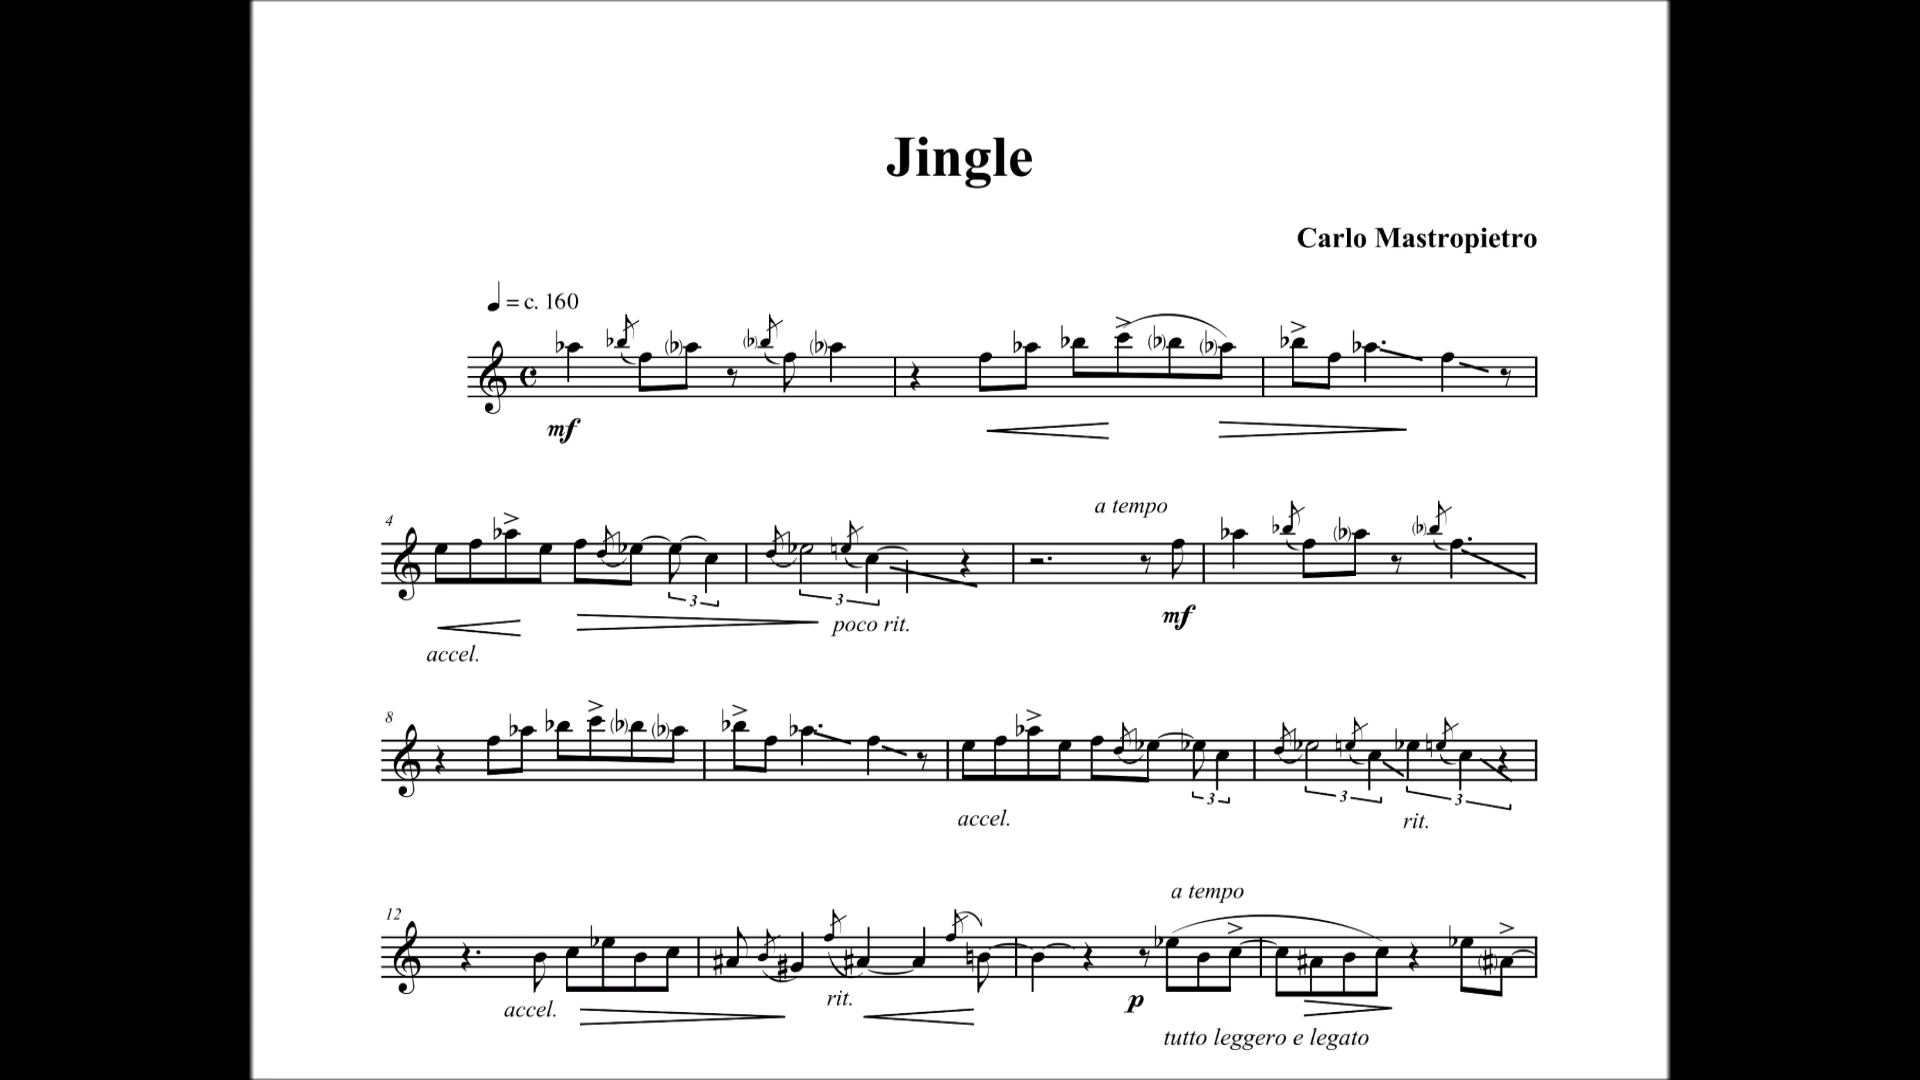 Jingle
Carlo Mastropietro
= c. 160
mf
4
a tempo
3
3
mf
poco rit.
accel.
8
3
3
3
accel.
rit.
12
a tempo
accel.
rit.
p
tutto leggero e legato